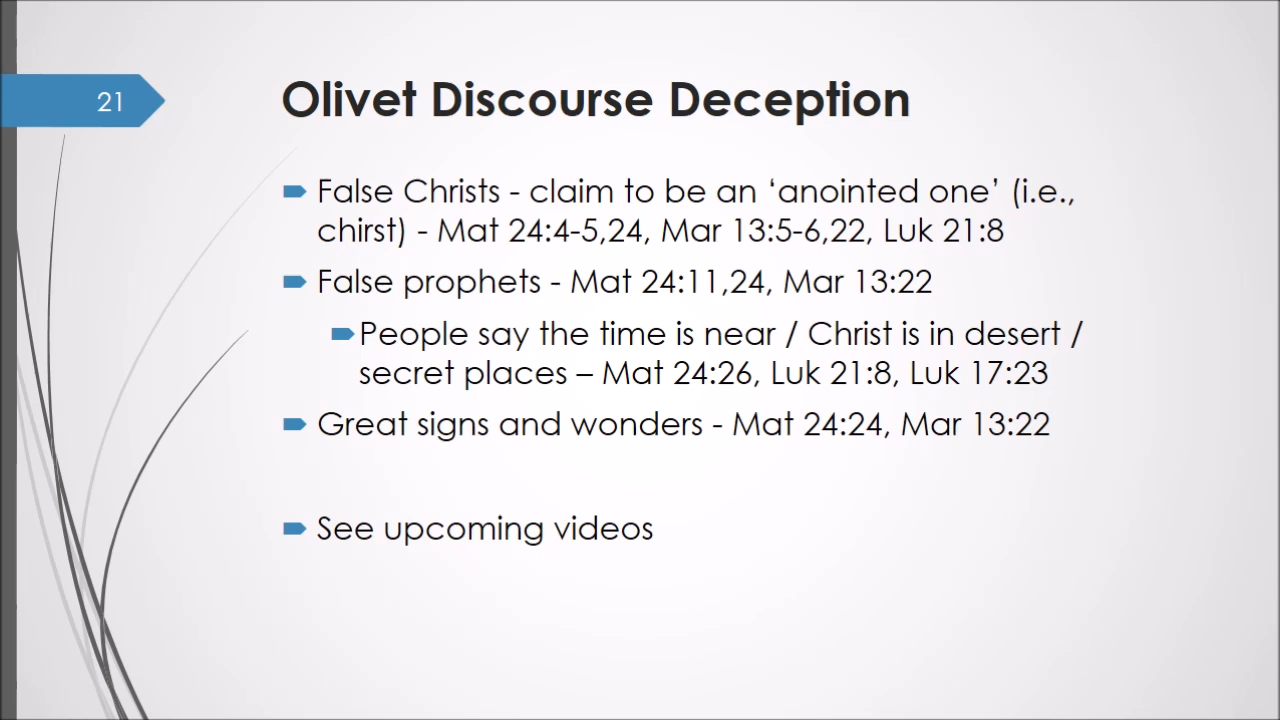 21
Olivet Discourse Deception
False Christs - claim to be an ‘anointed one’ (i.e.,
chirst) - Mat 24:4-5,24, Mar 13:5-6,22, Luk 21:8
False prophets - Mat 24:11,24, Mar 13:22
People say the time is near / Christ is in desert /
secret places – Mat 24:26, Luk 21:8, Luk 17:23
Great signs and wonders - Mat 24:24, Mar 13:22
See upcoming videos